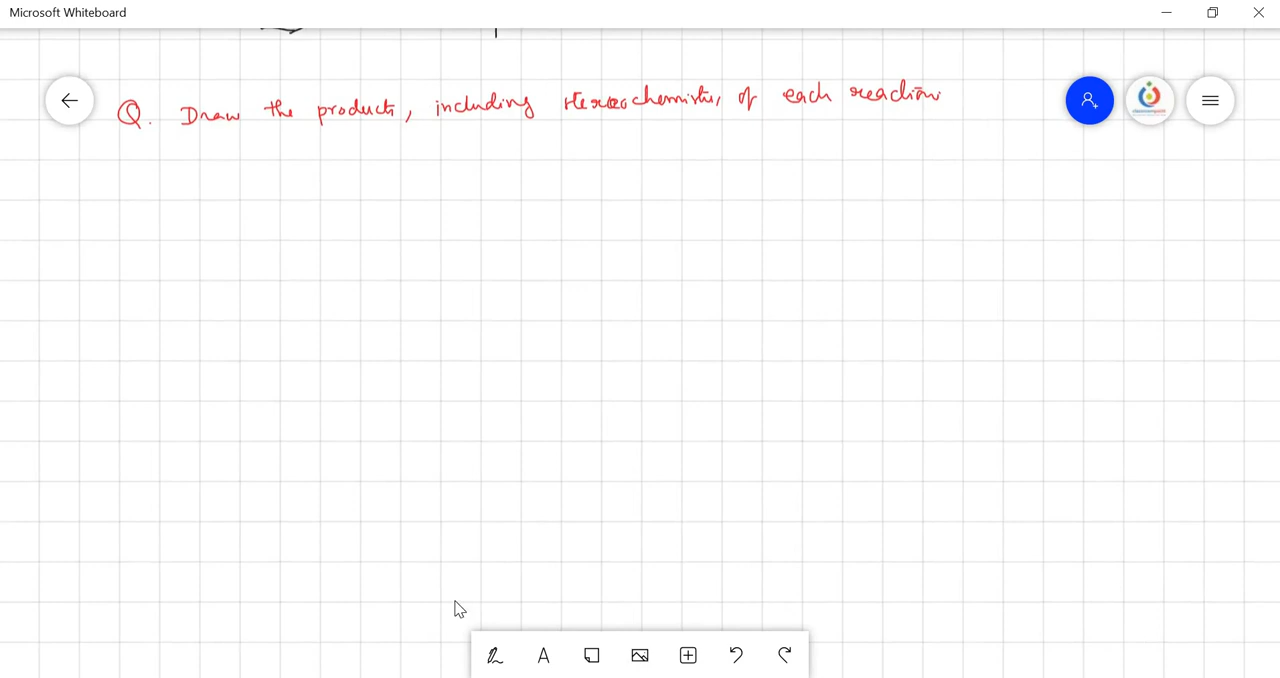 Microsoft Whiteboard
Q. Draw the products, including stereochemistry of each reaction